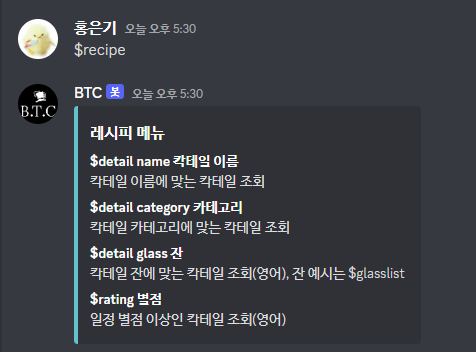 홍은기 오늘 오후 5:30
$recipe
BTC 봇 오늘 오후 5:30
B.T.C
레시피 메뉴
$detail name 칵테일 이름
칵테일 이름에 맞는 칵테일 조회
$detail category 카테고리
칵테일 카테고리에 맞는 칵테일 조회
$detail glass 잔
칵테일 잔에 맞는 칵테일 조회(영어), 잔 예시는 $glasslist
$rating 별점
일정 별점 이상인 칵테일 조회(영어)